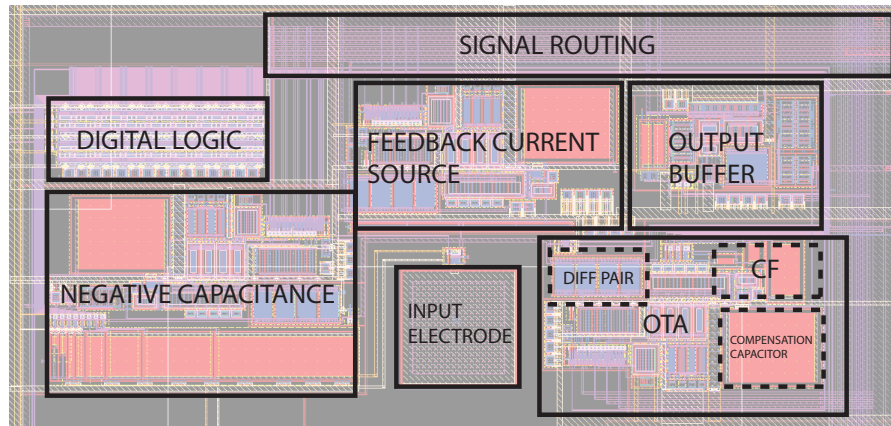 SIGNAL ROUTING
DIGITAL LOGIC
FEEDBACK CURRENT
SOURCE
OUTPUT
BUFFER
NEGATIVE CAPACITANCE
INPUT
ELECTRODE
DIFF PAIR
CF
OTA
COMPENSATION
CAPACITOR